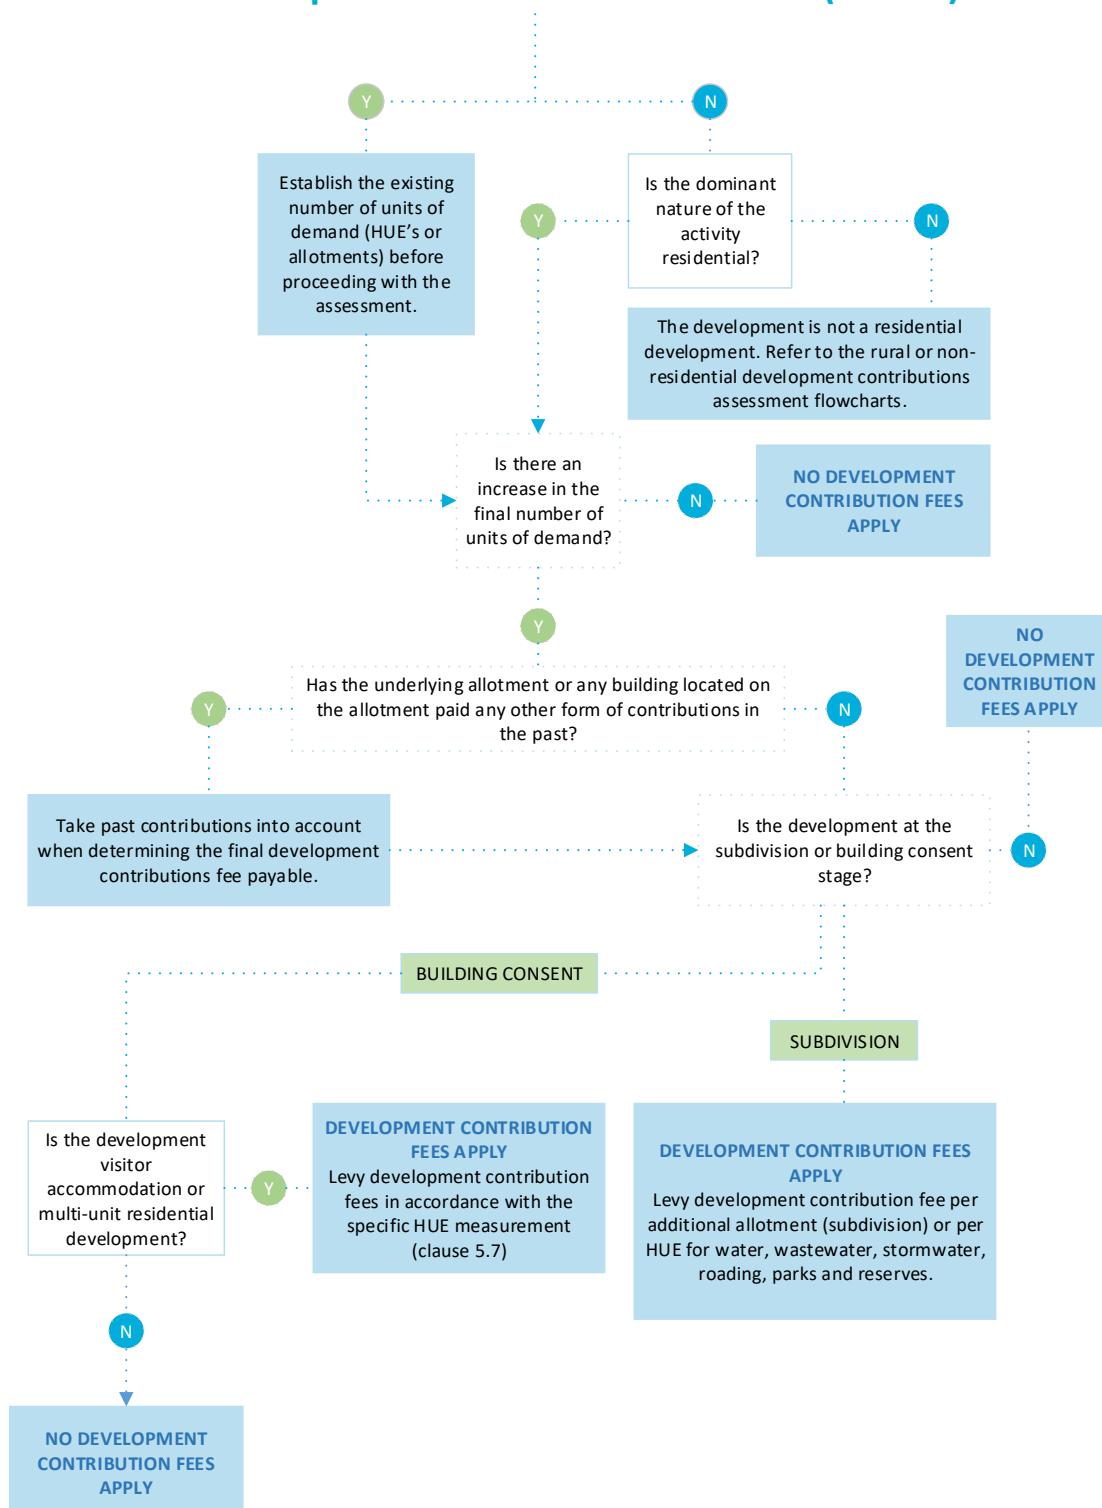 Y
N
Establish the existing
number of units of
demand (HUE's or
allotments) before
proceeding with the
assessment.
Is the dominant
nature of the
activity
residential?
Y
N
The development is not a residential
development. Refer to the rural or non-
residential development contributions
assessment flowcharts.
Is there an
increase in the
final number of
units of demand?
N
NO DEVELOPMENT
CONTRIBUTION FEES
APPLY
Y
Has the underlying allotment or any building located on
the allotment paid any other form of contributions in
the past?
Y
N
NO
DEVELOPMENT
CONTRIBUTION
FEES APPLY
Take past contributions into account
when determining the final development
contributions fee payable.
Is the development at the
subdivision or building consent
stage?
N
BUILDING CONSENT
SUBDIVISION
Is the development
visitor
accommodation or
multi-unit residential
development?
Y
DEVELOPMENT CONTRIBUTION
FEES APPLY
Levy development contribution
fees in accordance with the
specific HUE measurement
(clause 5.7)
DEVELOPMENT CONTRIBUTION FEES
APPLY
Levy development contribution fee per
additional allotment (subdivision) or per
HUE for water, wastewater, stormwater,
roading, parks and reserves.
N
NO DEVELOPMENT
CONTRIBUTION FEES
APPLY